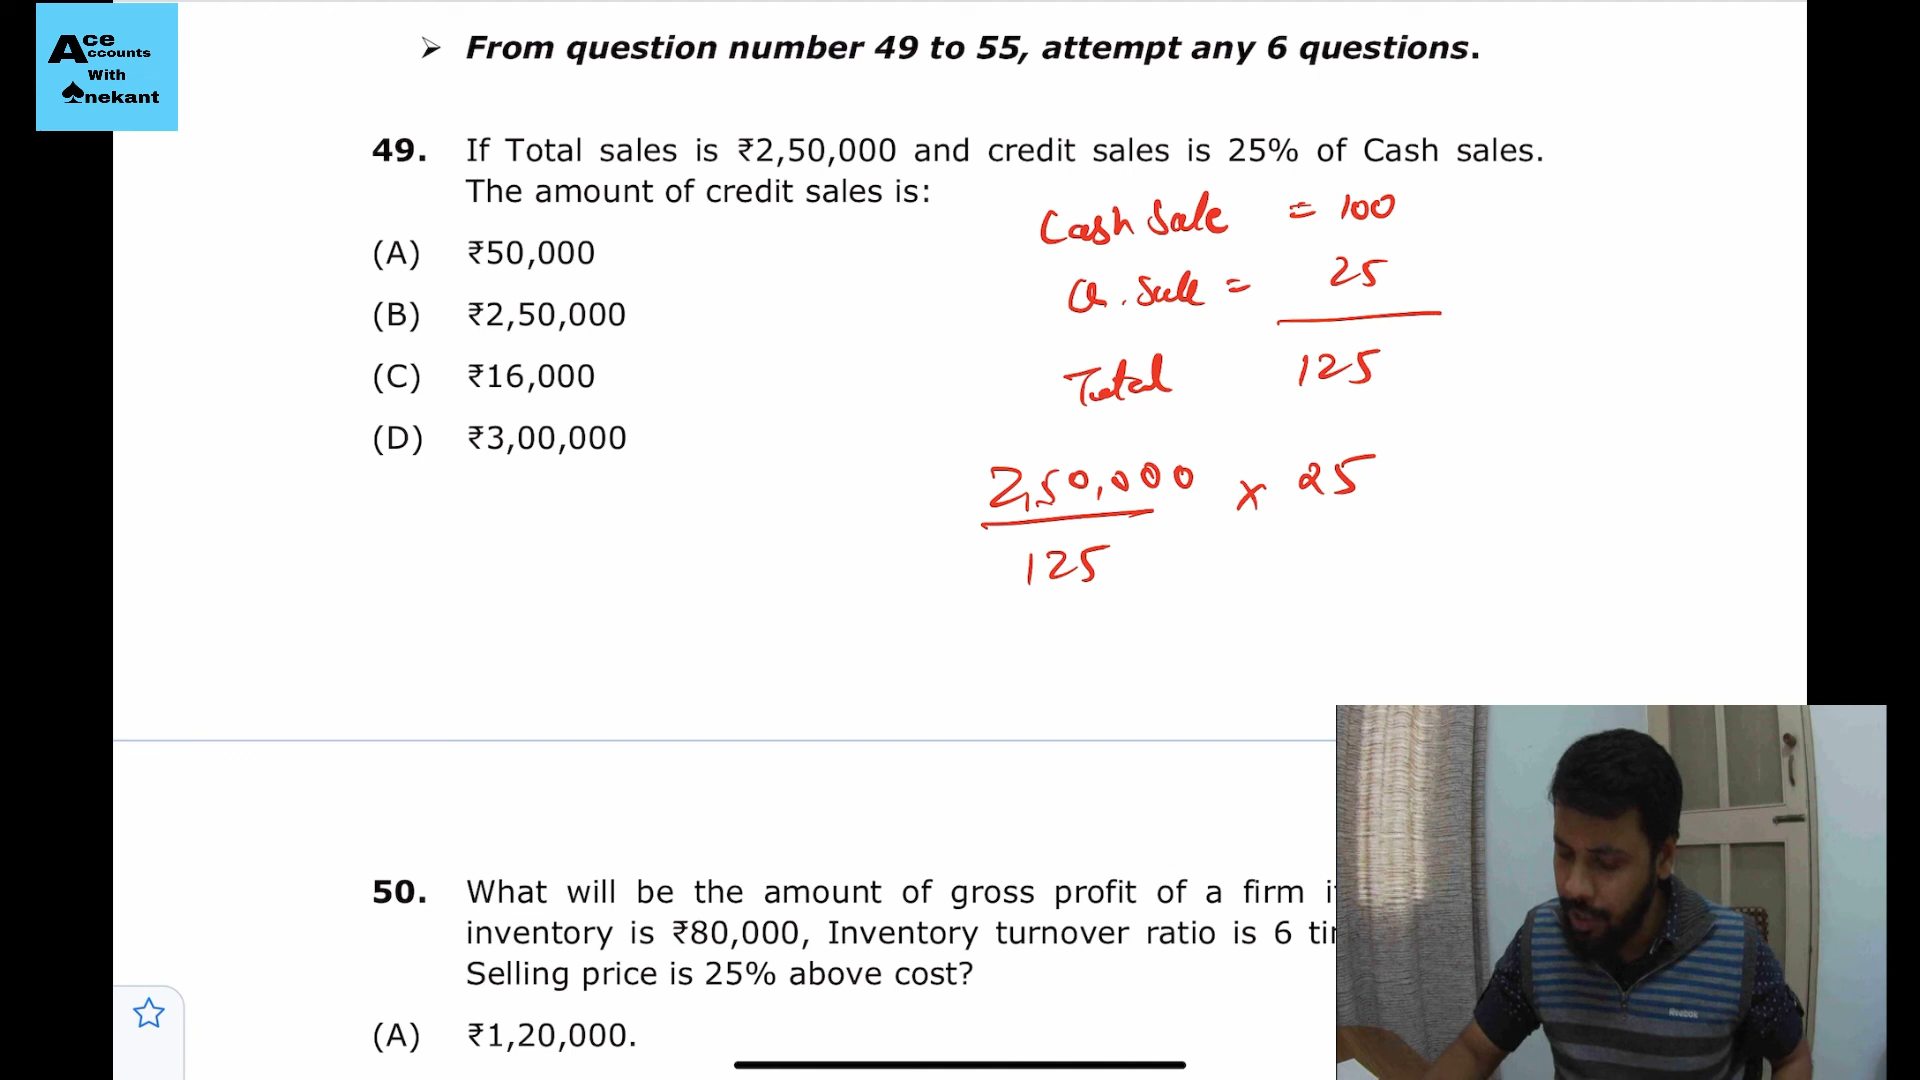 Ace
Accounts
With
Anekant
➢ From question number 49 to 55, attempt any 6 questions.
49. If Total sales is ₹2,50,000 and credit sales is 25% of Cash sales.
The amount of credit sales is:
(A) ₹50,000
(B) ₹2,50,000
(C) ₹16,000
(D) ₹3,00,000
Cash Sale = 100
Cr. Sale = 25
Total 125
2,50,000 x 25
125
50. What will be the amount of gross profit of a firm
inventory is ₹80,000, Inventory turnover ratio is 6
Selling price is 25% above cost?
(A) ₹1,20,000.
Reebok